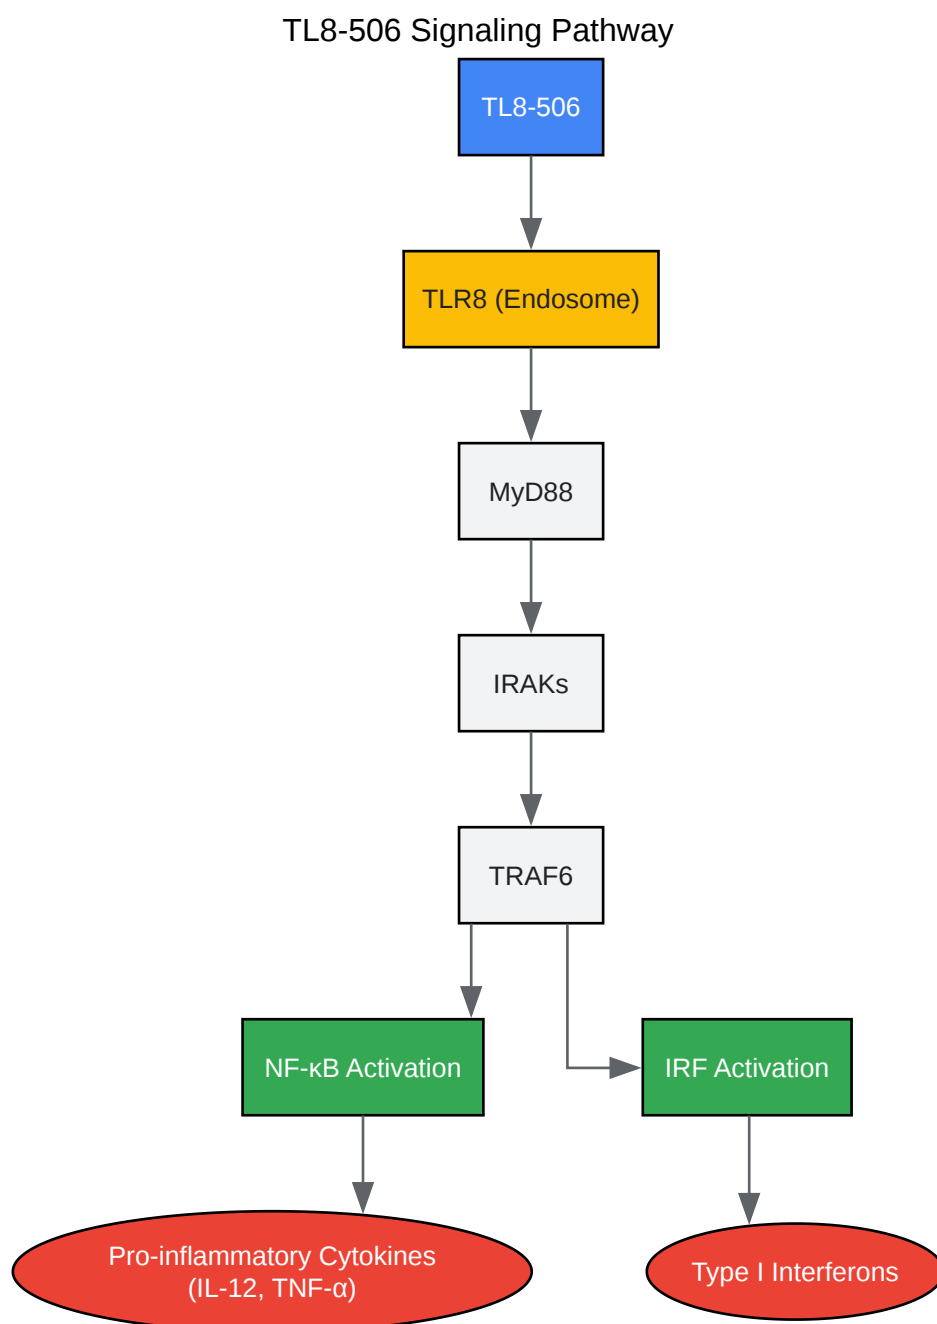 TL8-506 Signaling Pathway
TL8-506
TLR8 (Endosome)
MyD88
IRAKs
TRAF6
NF-κB Activation
IRF Activation
Pro-inflammatory Cytokines
(IL-12, TNF-α)
Type I Interferons